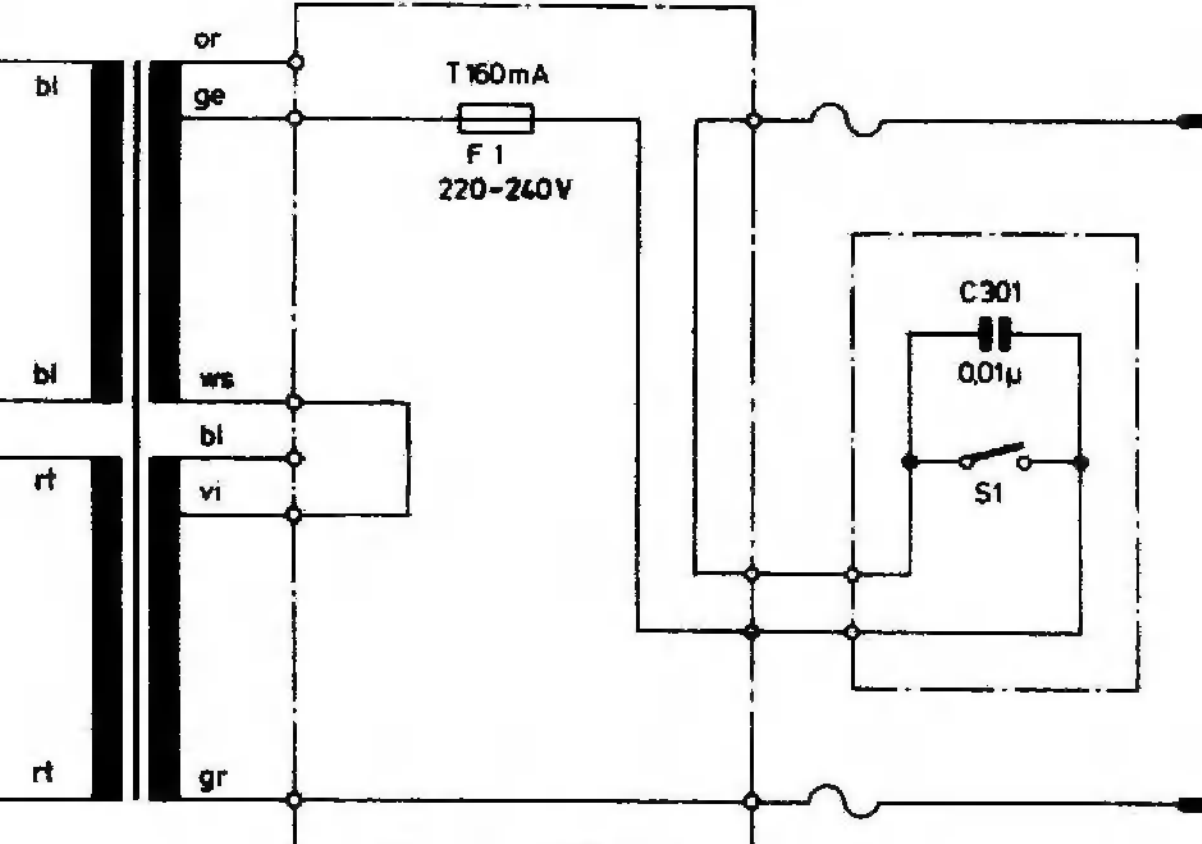 or
bl
ge
T 160mA
F 1
220-240V
C301
0,01µ
bl
ws
bl
rt
vi
S1
rt
gr